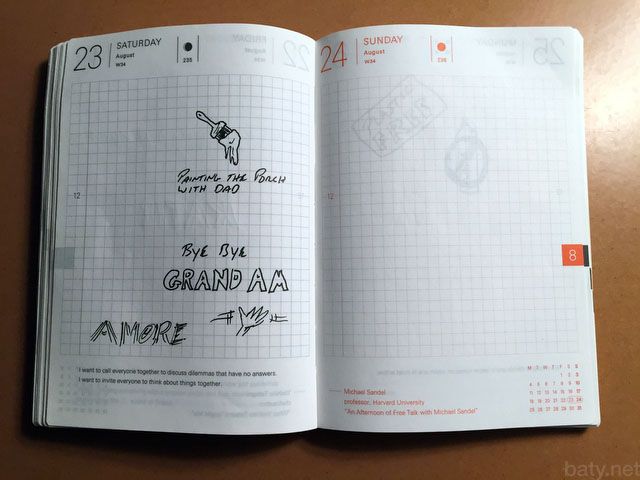 23 SATURDAY
August
W34
235
PAINTING THE PORCH
WITH DAD
12
BYE BYE
GRAND AM
AMORE
I want to call everyone together to discuss dilemmas that have no answers.
I want to invite everyone to think about things together.
24 SUNDAY
August
W34
236
12
8
Michael Sandel
professor, Harvard University
"An Afternoon of Free Talk with Michael Sandel"
M T W T F S S
1 2 3
4 5 6 7 8 9 10
11 12 13 14 15 16 17
18 19 20 21 22 23 24
25 26 27 28 29 30 31
baty.net